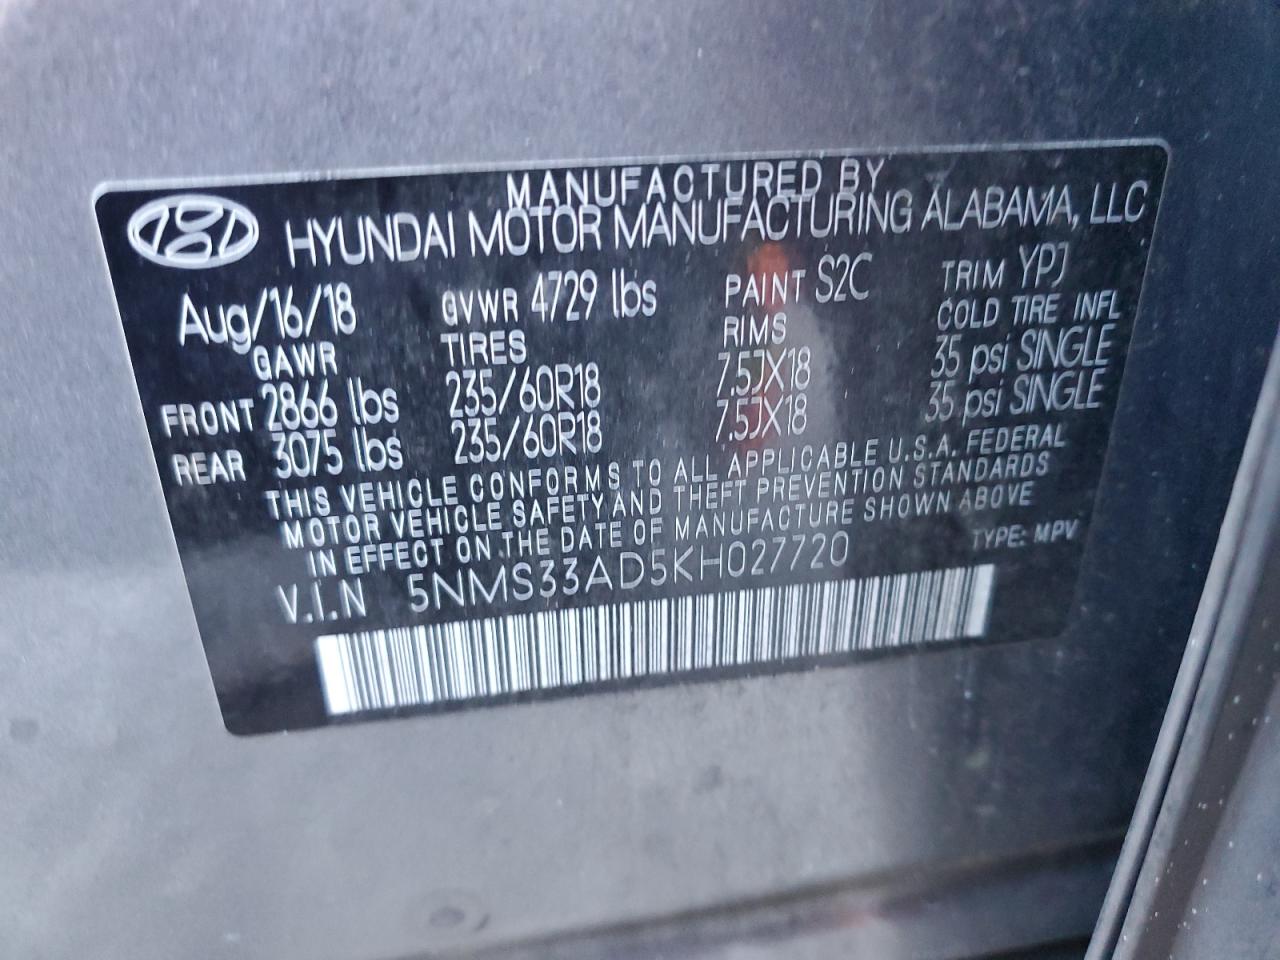 MANUFACTURED BY
HYUNDAI MOTOR MANUFACTURING ALABAMA, LLC
Aug/16/18 GVWR 4729 lbs PAINT S2C TRIM YPJ
GAWR TIRES RIMS COLD TIRE INFL
FRONT 2866 lbs 235/60R18 7.5JX18 35 psi SINGLE
REAR 3075 lbs 235/60R18 7.5JX18 35 psi SINGLE
THIS VEHICLE CONFORMS TO ALL APPLICABLE U.S.A. FEDERAL
MOTOR VEHICLE SAFETY AND THEFT PREVENTION STANDARDS
IN EFFECT ON THE DATE OF MANUFACTURE SHOWN ABOVE
V.I.N 5NMS33AD5KH027720 TYPE: MPV